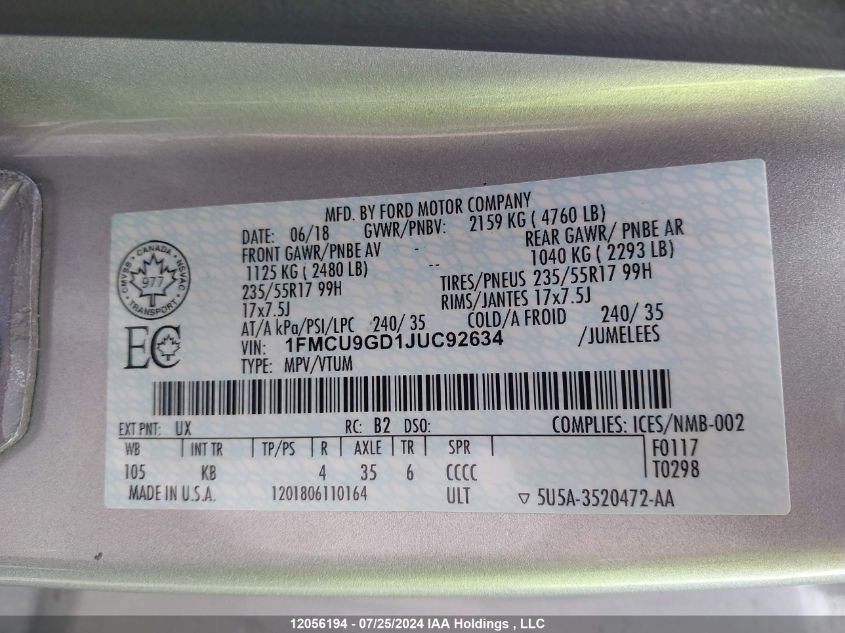 MFD. BY FORD MOTOR COMPANY
DATE: 06/18 GVWR/PNBV: 2159 KG ( 4760 LB)
FRONT GAWR/PNBE AV - REAR GAWR/ PNBE AR
1125 KG ( 2480 LB) -- 1040 KG ( 2293 LB)
235/55R17 99H TIRES/PNEUS 235/55R17 99H
17x7.5J RIMS/JANTES 17x7.5J
AT/A kPa/PSI/LPC 240/ 35 COLD/A FROID 240/ 35
VIN: 1FMCU9GD1JUC92634 /JUMELEES
TYPE: MPV/VTUM
CANADA
CMVSS NSVAC
977
TRANSPORT
EC
EXT PNT: UX RC: B2 DSO: COMPLIES: ICES/NMB-002
WB INT TR TP/PS R AXLE TR SPR F0117
105 KB 4 35 6 CCCC T0298
MADE IN U.S.A. 1201806110164 ULT ▽ 5U5A-3520472-AA
12056194 - 07/25/2024 IAA Holdings , LLC